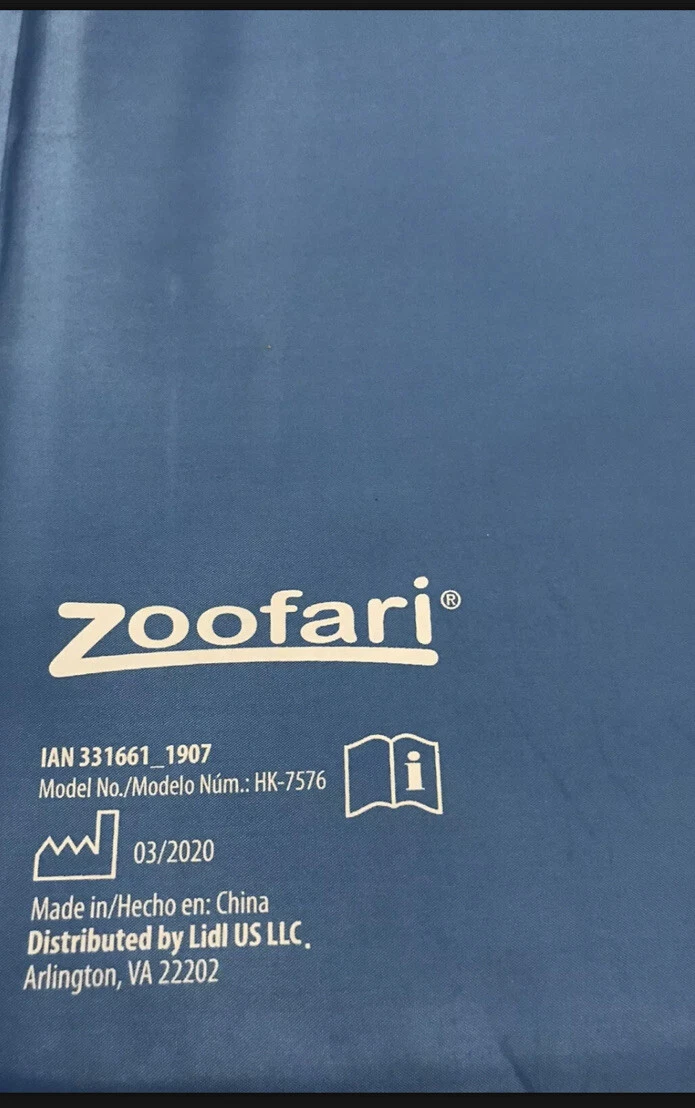 zoofari®
IAN 331661_1907
Model No./Modelo Núm.: HK-7576
i
03/2020
Made in/Hecho en: China
Distributed by Lidl US LLC.
Arlington, VA 22202